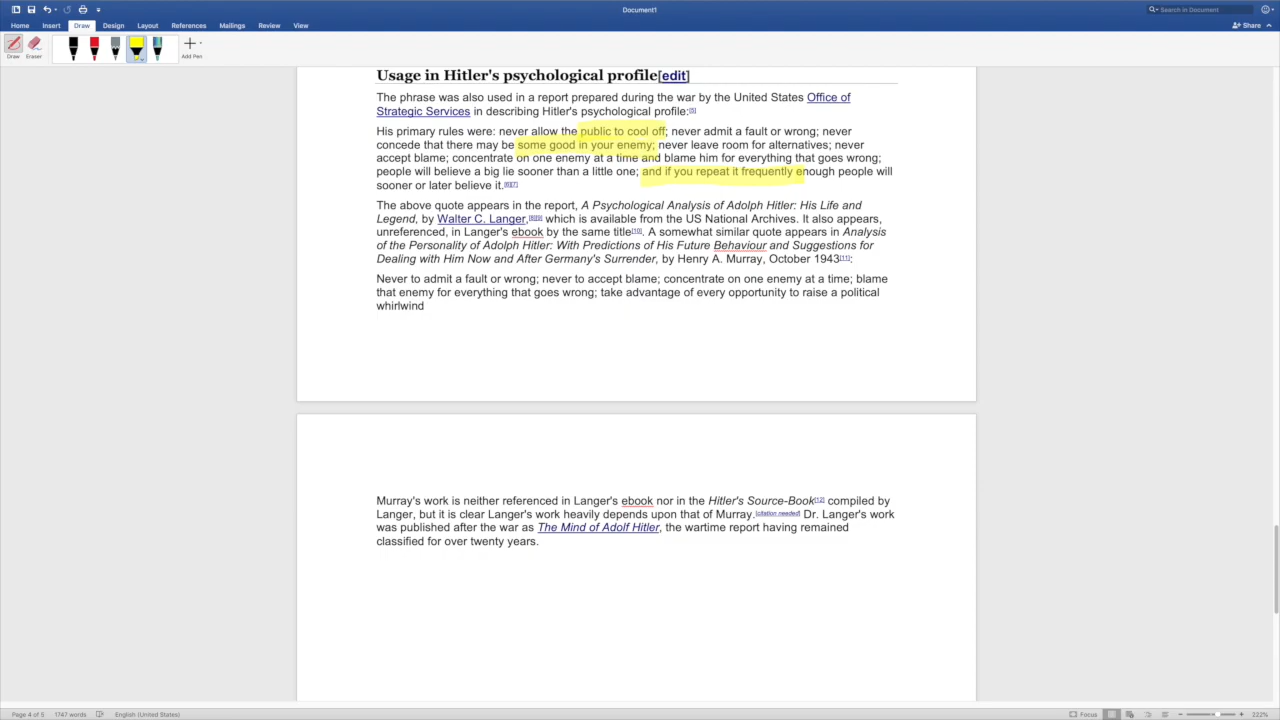 Document1
Search in Document
Home Insert Draw Design Layout References Mailings Review View
Share
Draw Eraser Add Pen
Usage in Hitler's psychological profile[edit]
The phrase was also used in a report prepared during the war by the United States Office of
Strategic Services in describing Hitler's psychological profile:[5]
His primary rules were: never allow the public to cool off; never admit a fault or wrong; never
concede that there may be some good in your enemy; never leave room for alternatives; never
accept blame; concentrate on one enemy at a time and blame him for everything that goes wrong;
people will believe a big lie sooner than a little one; and if you repeat it frequently enough people will
sooner or later believe it.[6][7]
The above quote appears in the report, A Psychological Analysis of Adolph Hitler: His Life and
Legend, by Walter C. Langer,[8][9] which is available from the US National Archives. It also appears,
unreferenced, in Langer's ebook by the same title[10]. A somewhat similar quote appears in Analysis
of the Personality of Adolph Hitler: With Predictions of His Future Behaviour and Suggestions for
Dealing with Him Now and After Germany's Surrender, by Henry A. Murray, October 1943[11]:
Never to admit a fault or wrong; never to accept blame; concentrate on one enemy at a time; blame
that enemy for everything that goes wrong; take advantage of every opportunity to raise a political
whirlwind
Murray's work is neither referenced in Langer's ebook nor in the Hitler's Source-Book[12] compiled by
Langer, but it is clear Langer's work heavily depends upon that of Murray.[citation needed] Dr. Langer's work
was published after the war as The Mind of Adolf Hitler, the wartime report having remained
classified for over twenty years.
Page 4 of 5 1747 words English (United States) Focus 222%